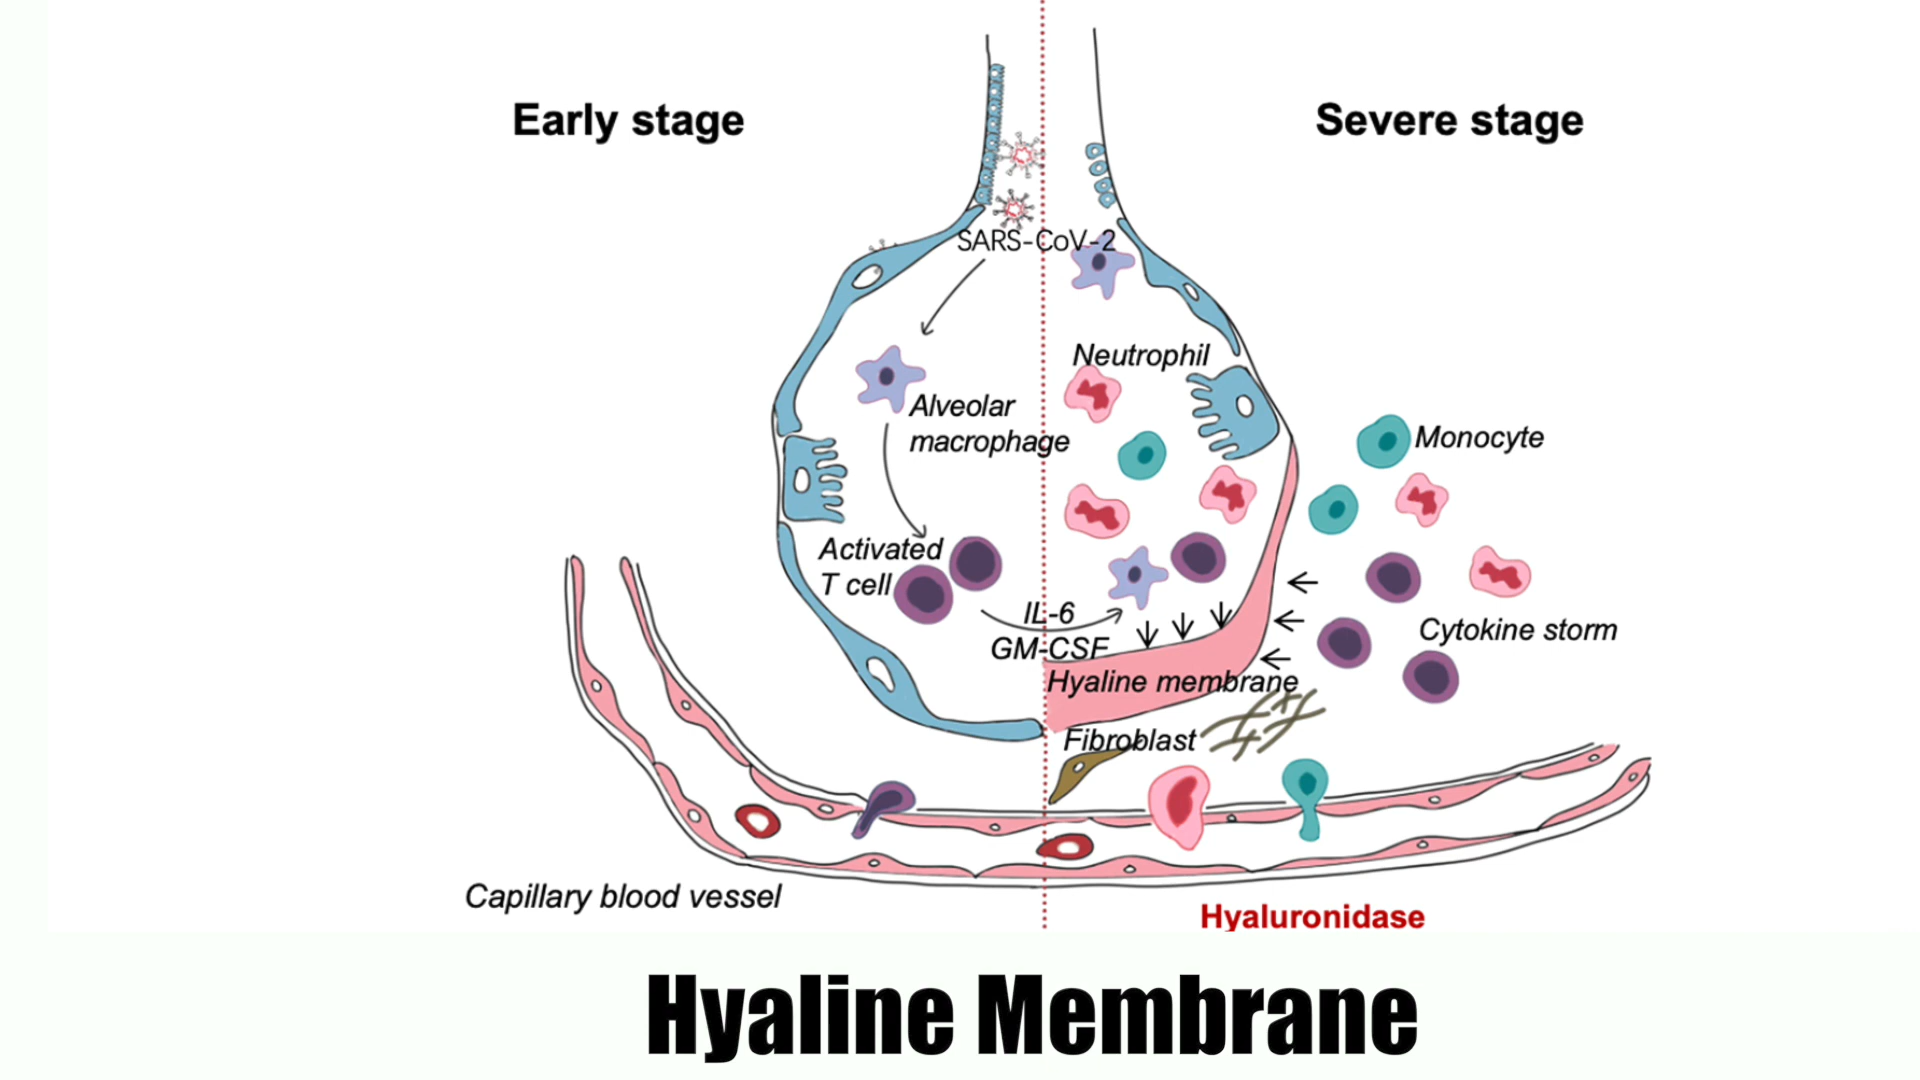 Early stage
Severe stage
SARS-CoV-2
Neutrophil
Alveolar
macrophage
Monocyte
Activated
T cell
IL-6
GM-CSF
Cytokine storm
Hyaline membrane
Fibroblast
Capillary blood vessel
Hyaluronidase
Hyaline Membrane